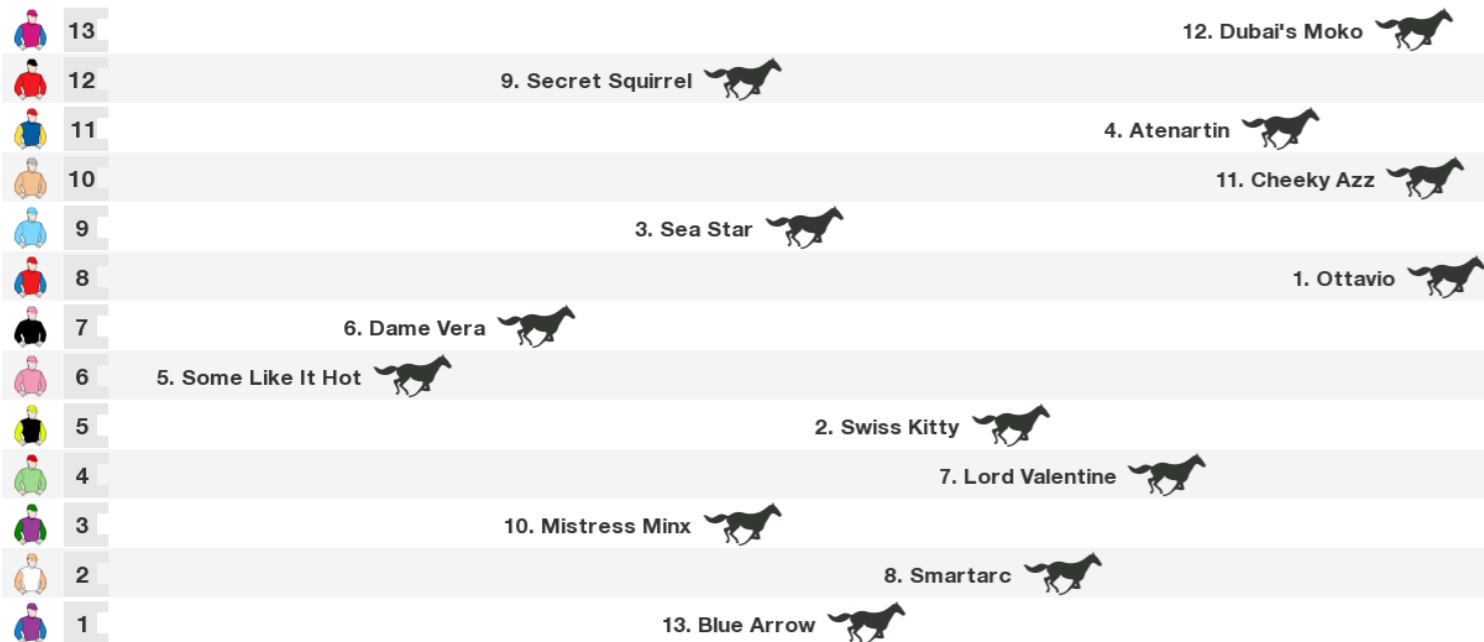 13 12. Dubai's Moko
12 9. Secret Squirrel
11 4. Atenartin
10 11. Cheeky Azz
9 3. Sea Star
8 1. Ottavio
7 6. Dame Vera
6 5. Some Like It Hot
5 2. Swiss Kitty
4 7. Lord Valentine
3 10. Mistress Minx
2 8. Smartarc
1 13. Blue Arrow